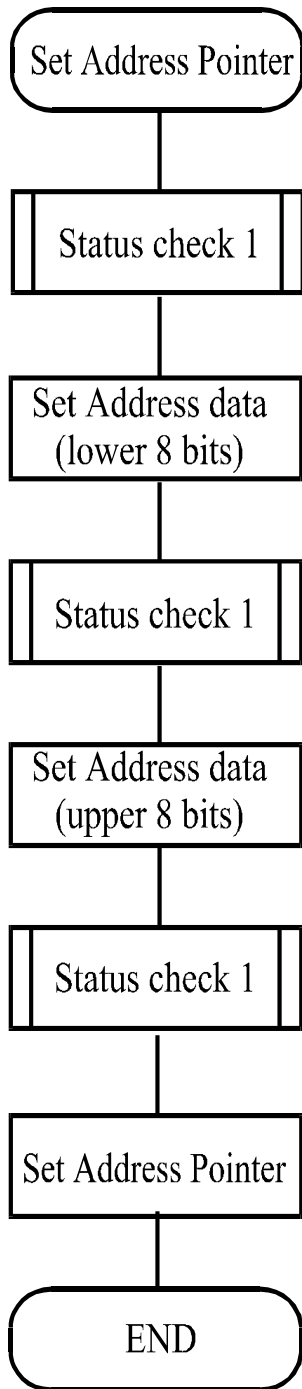 Set Address Pointer
Status check 1
Set Address data
(lower 8 bits)
Status check 1
Set Address data
(upper 8 bits)
Status check 1
Set Address Pointer
END